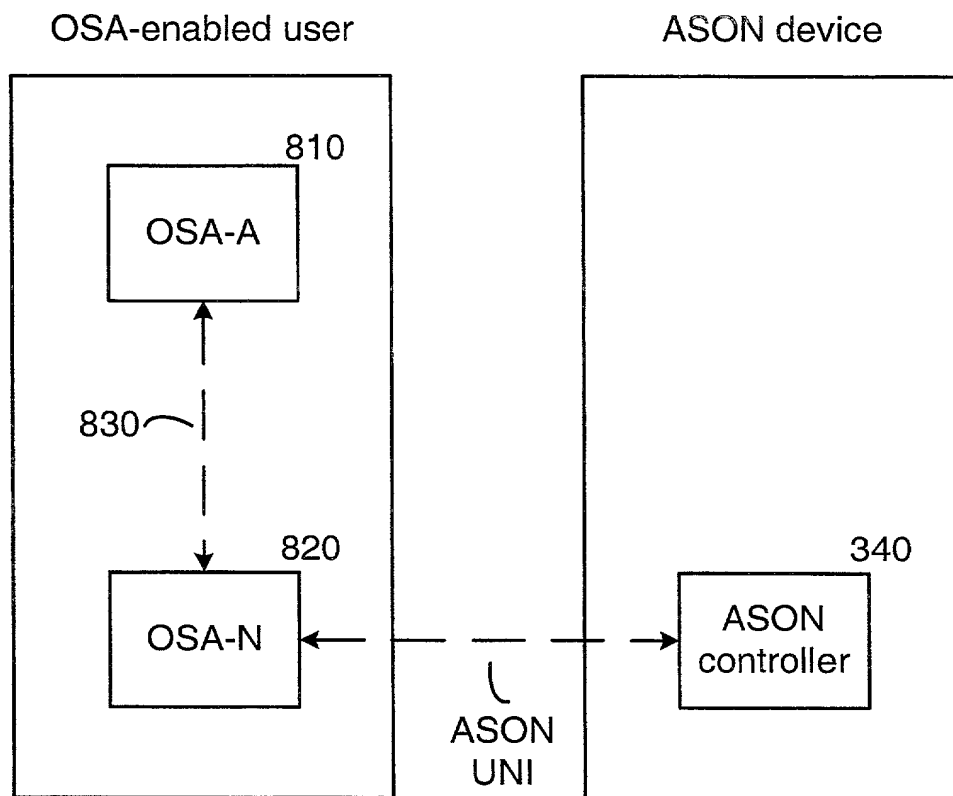 OSA-enabled user
ASON device
810
OSA-A
830
820
OSA-N
340
ASON
controller
ASON
UNI